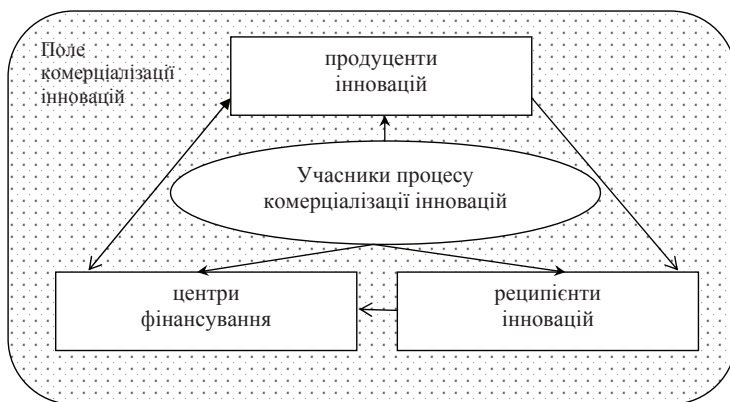 Поле
комерціалізації
інновацій
продуценти
інновацій
Учасники процесу
комерціалізації інновацій
центри
фінансування
реципієнти
інновацій